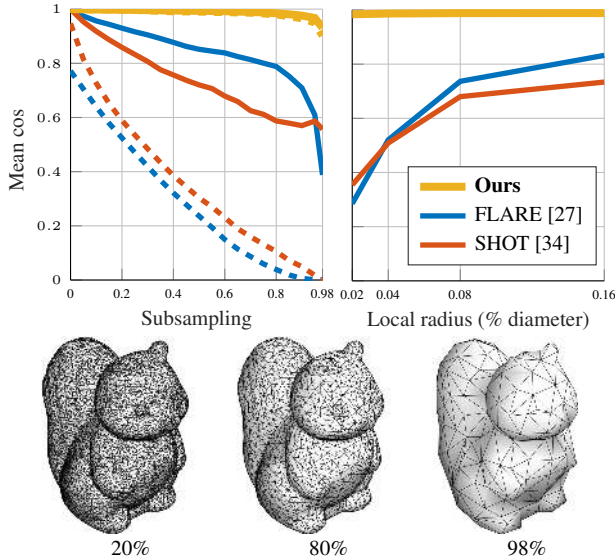 Mean cos
1
0.8
0.6
0.4
0.2
0
0 0.2 0.4 0.6 0.8 0.98
Subsampling
Ours
FLARE [27]
SHOT [34]
0.02 0.04 0.08 0.16
Local radius (% diameter)
20% 80% 98%